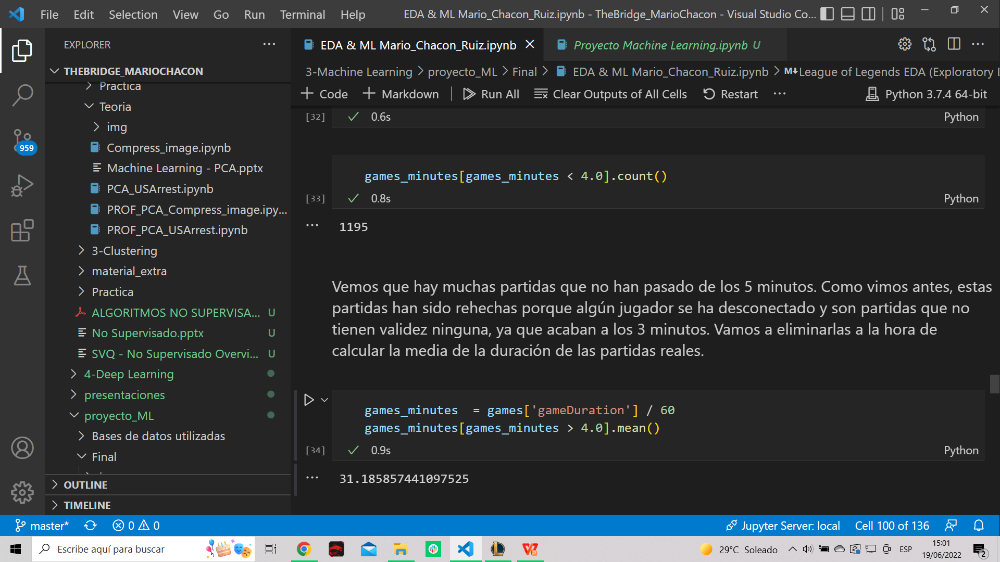 File Edit Selection View Go Run Terminal Help
EDA & ML Mario_Chacon_Ruiz.ipynb - TheBridge_MarioChacon - Visual Studio Co...
EXPLORER
THEBRIDGE_MARIOCHACON
Practica
Teoria
img
Compress_image.ipynb
Machine Learning - PCA.pptx
PCA_USArrest.ipynb
PROF_PCA_Compress_image.ipy...
PROF_PCA_USArrest.ipynb
3-Clustering
material_extra
Practica
ALGORITMOS NO SUPERVISA... U
No Supervisado.pptx U
SVQ - No Supervisado Overvi... U
4-Deep Learning
presentaciones
proyecto_ML
Bases de datos utilizadas
Final
OUTLINE
TIMELINE
959
EDA & ML Mario_Chacon_Ruiz.ipynb
Proyecto Machine Learning.ipynb U
3-Machine Learning > proyecto_ML > Final > EDA & ML Mario_Chacon_Ruiz.ipynb > M↓League of Legends EDA (Exploratory
+ Code + Markdown Run All Clear Outputs of All Cells Restart ... Python 3.7.4 64-bit
[32] 0.6s Python
games_minutes[games_minutes < 4.0].count()
[33] 0.8s Python
... 1195
Vemos que hay muchas partidas que no han pasado de los 5 minutos. Como vimos antes, estas
partidas han sido rehechas porque algún jugador se ha desconectado y son partidas que no
tienen validez ninguna, ya que acaban a los 3 minutos. Vamos a eliminarlas a la hora de
calcular la media de la duración de las partidas reales.
games_minutes  = games['gameDuration'] / 60
games_minutes[games_minutes > 4.0].mean()
[34] 0.9s Python
... 31.185857441097525
master* 0 0 Jupyter Server: local Cell 100 of 136
Escribe aquí para buscar
29°C Soleado ESP
15:01
19/06/2022
2